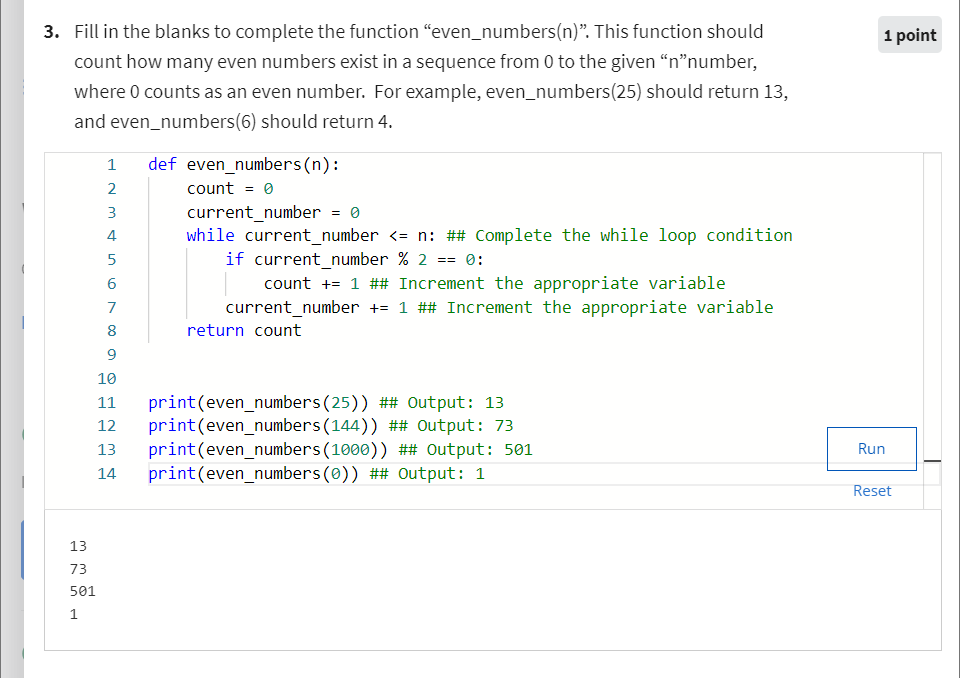 3. Fill in the blanks to complete the function “even_numbers(n)”. This function should
1 point
count how many even numbers exist in a sequence from 0 to the given “n”number,
where 0 counts as an even number.  For example, even_numbers(25) should return 13,
and even_numbers(6) should return 4.
1 def even_numbers(n):
2     count = 0
3     current_number = 0
4     while current_number <= n: ## Complete the while loop condition
5         if current_number % 2 == 0:
6             count += 1 ## Increment the appropriate variable
7         current_number += 1 ## Increment the appropriate variable
8     return count
9
10
11 print(even_numbers(25)) ## Output: 13
12 print(even_numbers(144)) ## Output: 73
13 print(even_numbers(1000)) ## Output: 501
14 print(even_numbers(0)) ## Output: 1
Run
Reset
13
73
501
1